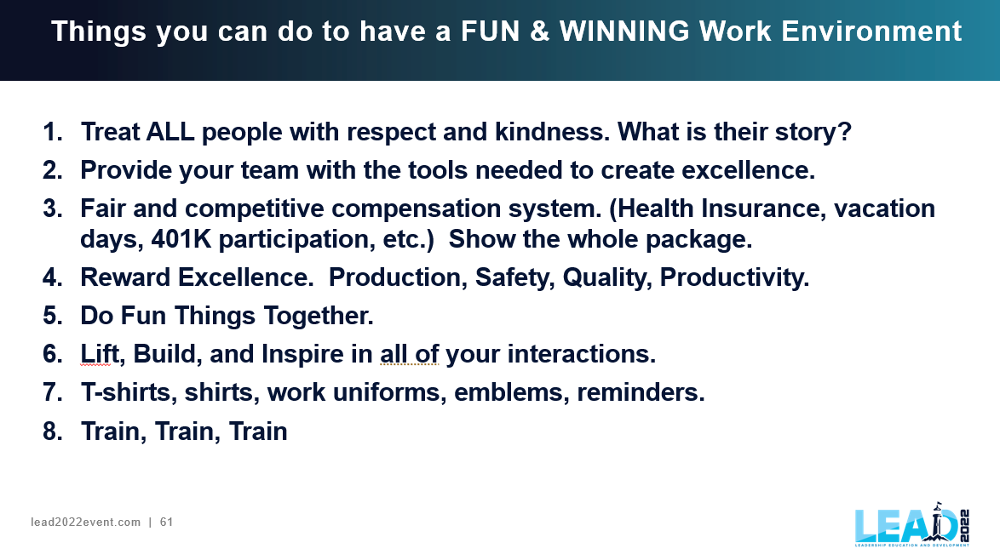 Things you can do to have a FUN & WINNING Work Environment
1. Treat ALL people with respect and kindness. What is their story?
2. Provide your team with the tools needed to create excellence.
3. Fair and competitive compensation system. (Health Insurance, vacation
days, 401K participation, etc.)  Show the whole package.
4. Reward Excellence.  Production, Safety, Quality, Productivity.
5. Do Fun Things Together.
6. Lift, Build, and Inspire in all of your interactions.
7. T-shirts, shirts, work uniforms, emblems, reminders.
8. Train, Train, Train
lead2022event.com | 61
LEAD 2022
LEADERSHIP EDUCATION AND DEVELOPMENT